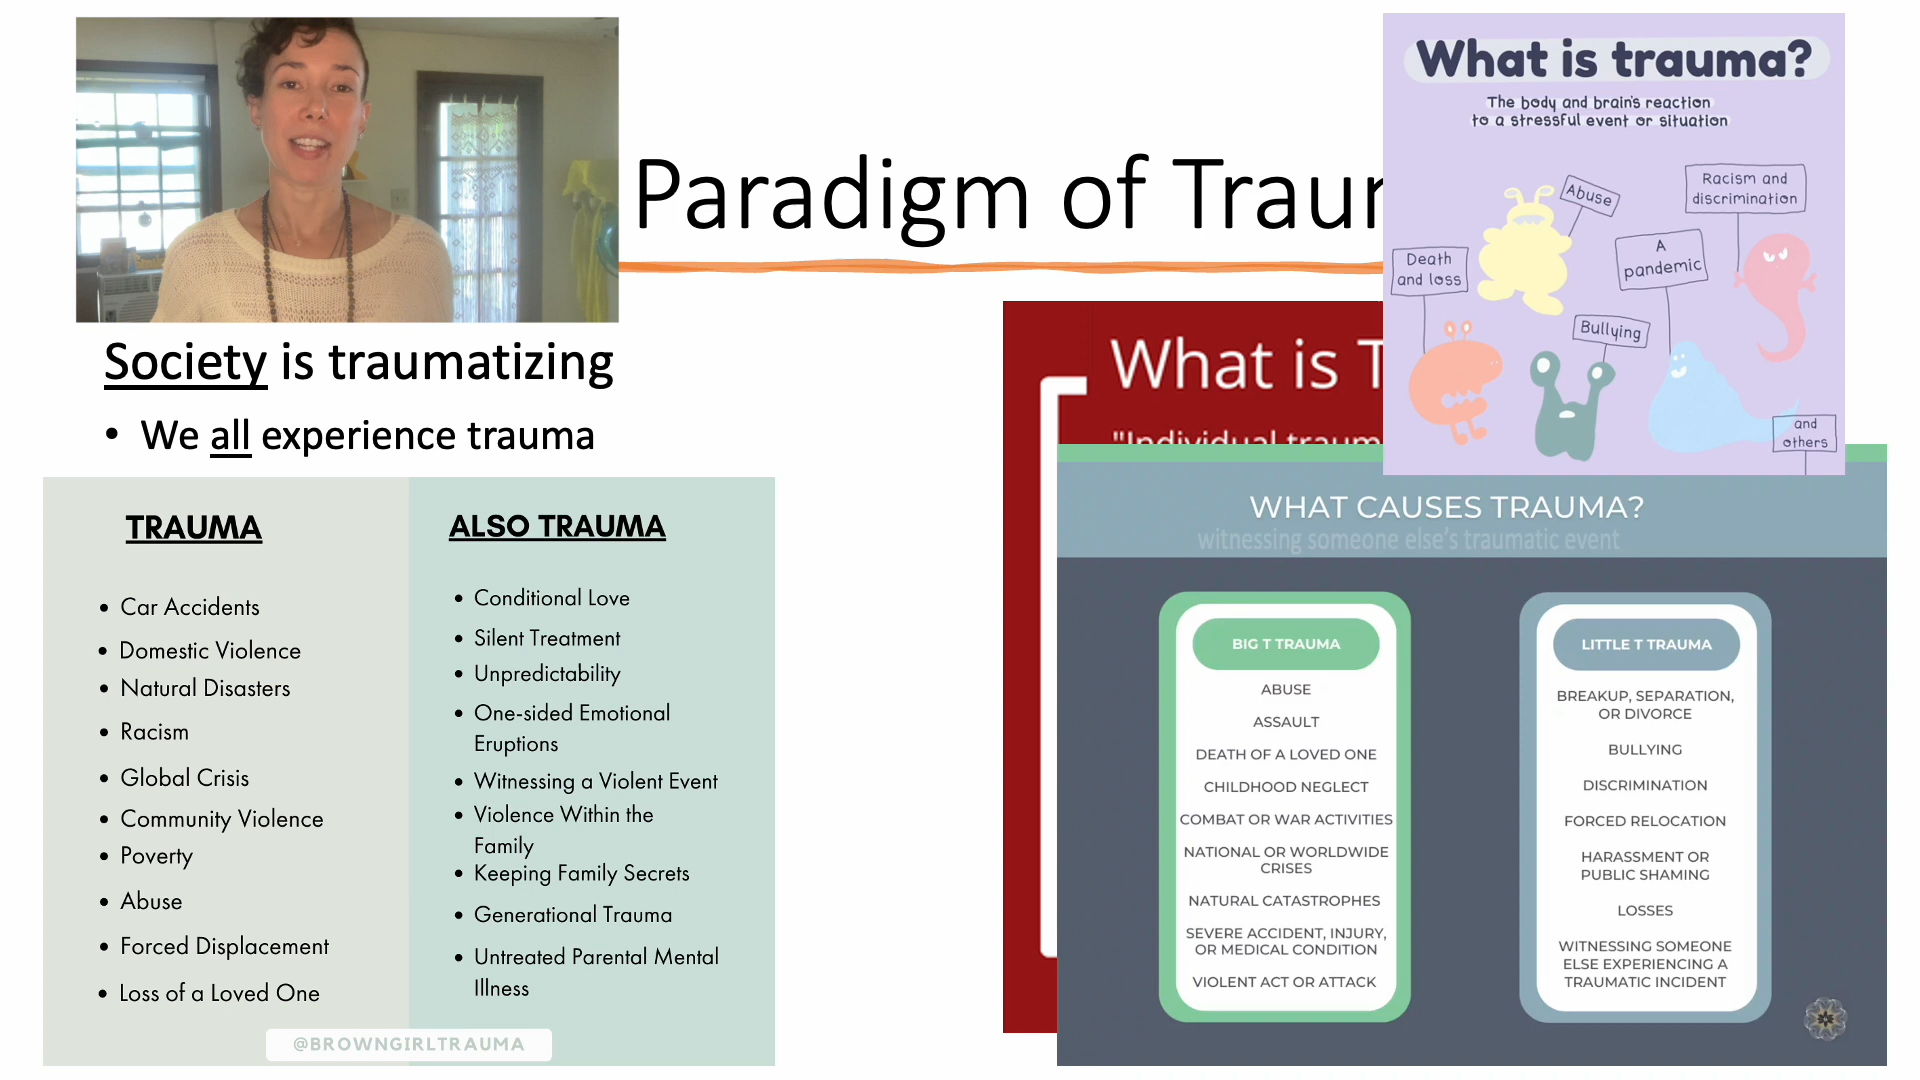 Paradigm of Traur
Society is traumatizing
• We all experience trauma
TRAUMA
• Car Accidents
• Domestic Violence
• Natural Disasters
• Racism
• Global Crisis
• Community Violence
• Poverty
• Abuse
• Forced Displacement
• Loss of a Loved One
ALSO TRAUMA
• Conditional Love
• Silent Treatment
• Unpredictability
• One-sided Emotional
Eruptions
• Witnessing a Violent Event
• Violence Within the
Family
• Keeping Family Secrets
• Generational Trauma
• Untreated Parental Mental
Illness
@BROWNGIRLTRAUMA
What is trauma?
The body and brain's reaction
to a stressful event or situation
Abuse
Racism and
discrimination
Death
and loss
A
pandemic
Bullying
and
others
What is T
"Individual traum
WHAT CAUSES TRAUMA?
witnessing someone else's traumatic event
BIG T TRAUMA
ABUSE
ASSAULT
DEATH OF A LOVED ONE
CHILDHOOD NEGLECT
COMBAT OR WAR ACTIVITIES
NATIONAL OR WORLDWIDE
CRISES
NATURAL CATASTROPHES
SEVERE ACCIDENT, INJURY,
OR MEDICAL CONDITION
VIOLENT ACT OR ATTACK
LITTLE T TRAUMA
BREAKUP, SEPARATION,
OR DIVORCE
BULLYING
DISCRIMINATION
FORCED RELOCATION
HARASSMENT OR
PUBLIC SHAMING
LOSSES
WITNESSING SOMEONE
ELSE EXPERIENCING A
TRAUMATIC INCIDENT